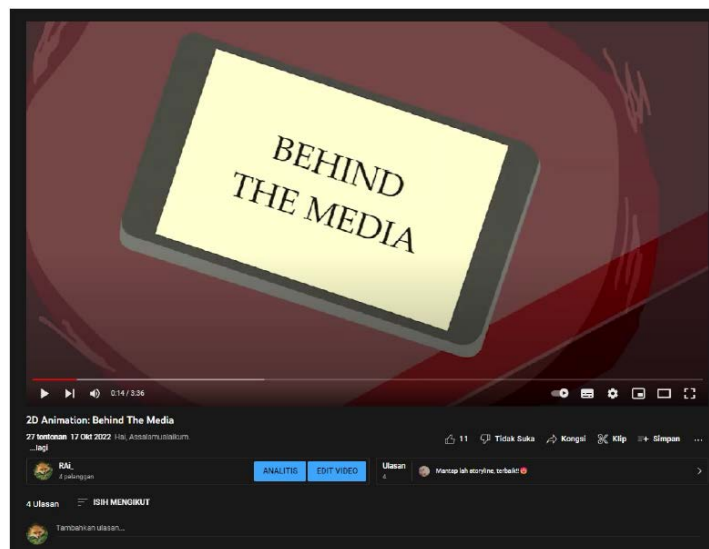 BEHIND
THE MEDIA
0:14 / 3:36
2D Animation: Behind The Media
27 tontonan 17 Okt 2022 Hai, Assalamualaikum.
...lagi
11 Tidak Suka Kongsi Klip Simpan ...
RAi_
4 pelanggan
ANALITIS EDIT VIDEO
Ulasan
4
Mantap lah storyline, terbaik!!
4 Ulasan ISIH MENGIKUT
Tambahkan ulasan...